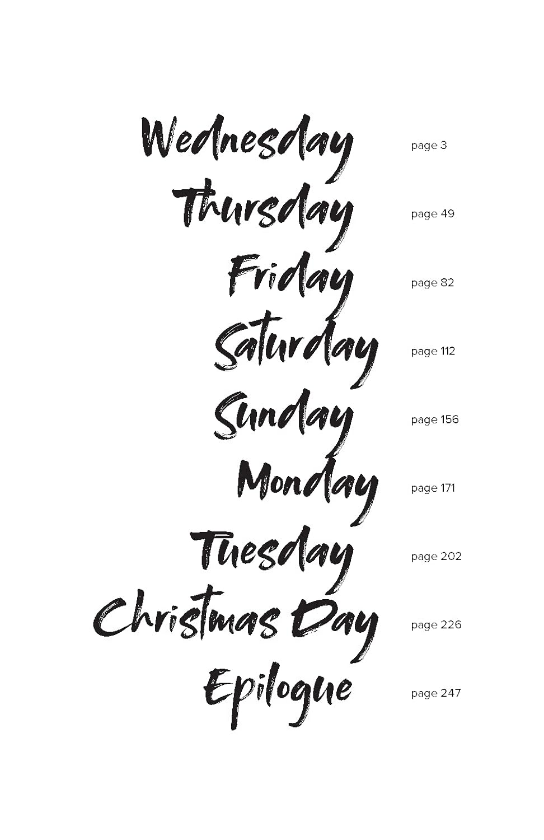 Wednesday page 3
Thursday page 49
Friday page 82
Saturday page 112
Sunday page 156
Monday page 171
Tuesday page 202
Christmas Day page 226
Epilogue page 247